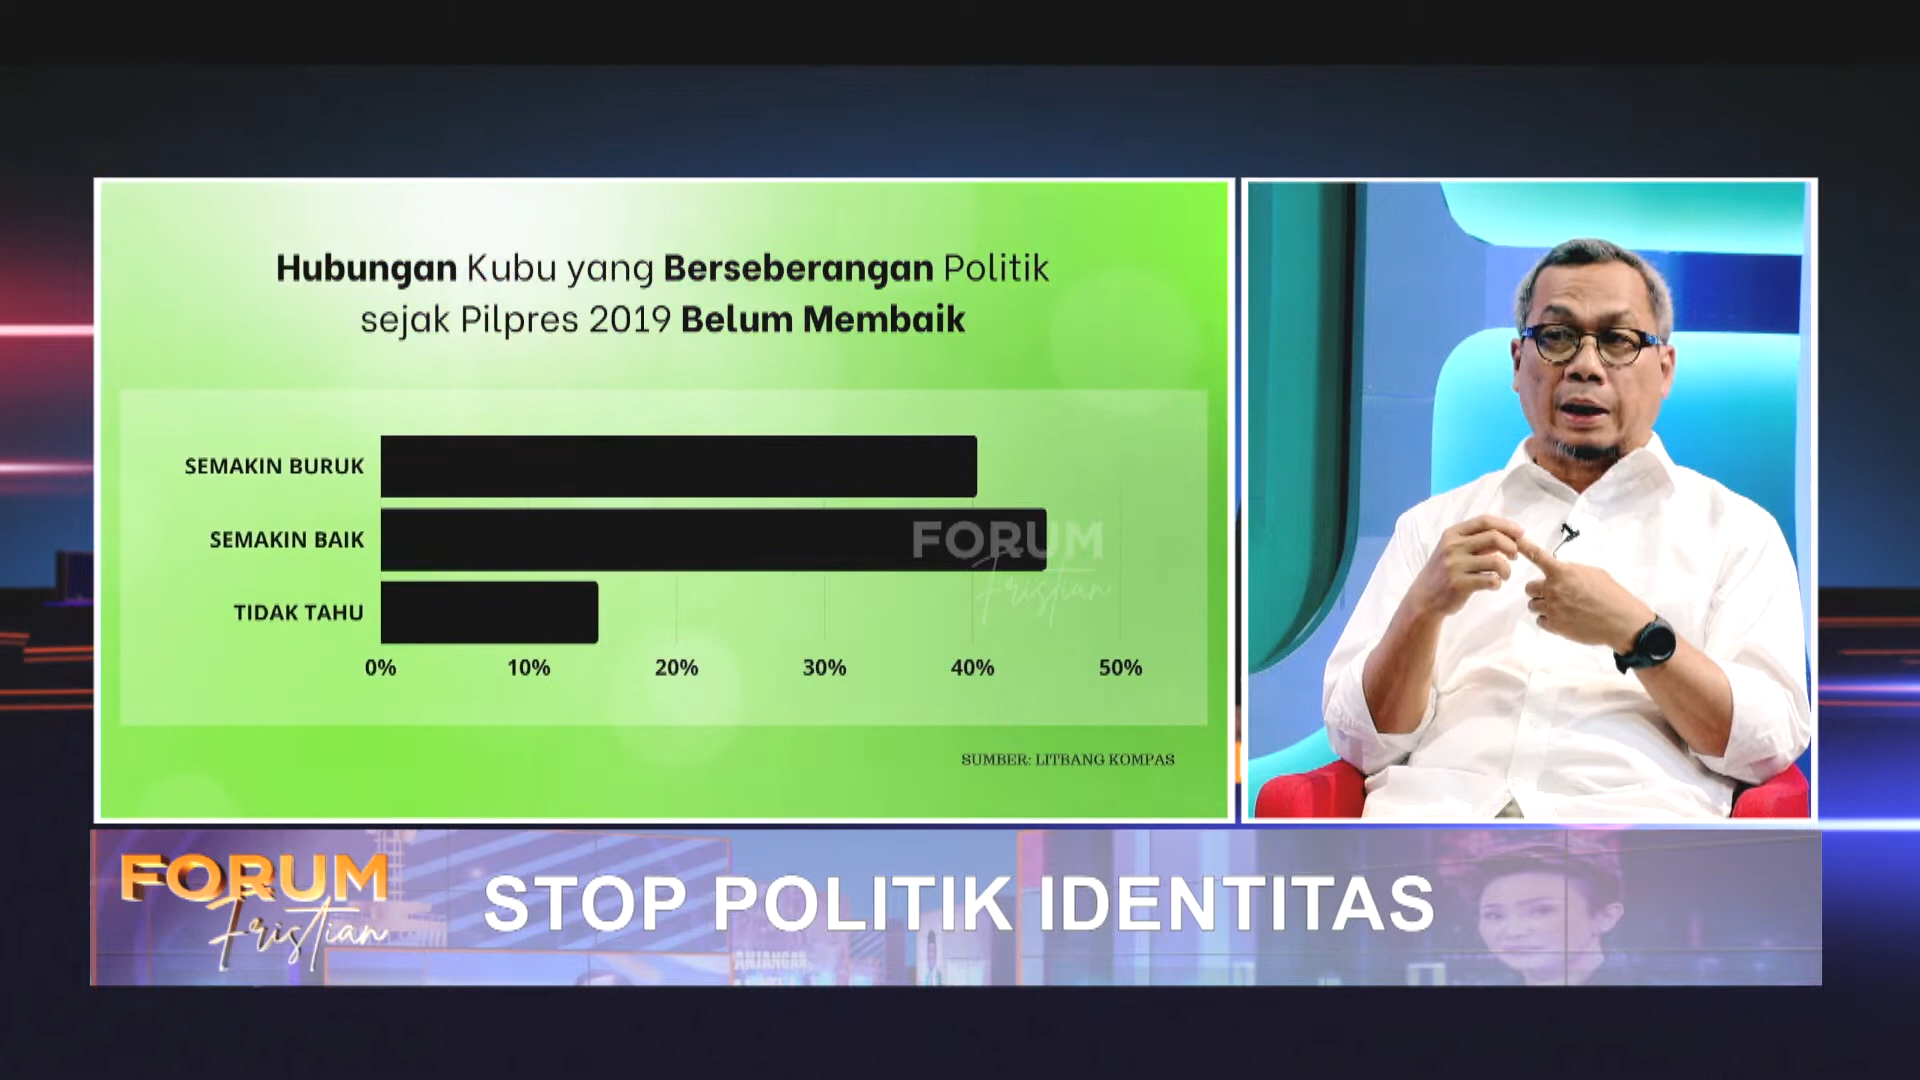 Hubungan Kubu yang Berseberangan Politik
sejak Pilpres 2019 Belum Membaik
SEMAKIN BURUK
SEMAKIN BAIK
TIDAK TAHU
0% 10% 20% 30% 40% 50%
FORUM
Fristian
SUMBER: LITBANG KOMPAS
FORUM
Fristian
STOP POLITIK IDENTITAS